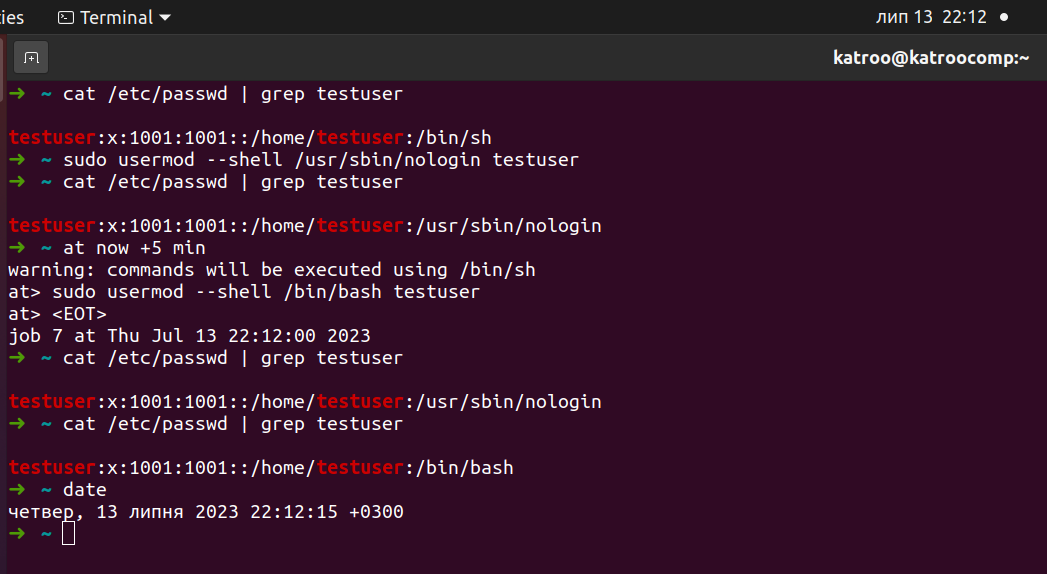 ies Terminal лип 13 22:12
katroo@katroocomp:~
➜ ~ cat /etc/passwd | grep testuser
testuser:x:1001:1001::/home/testuser:/bin/sh
➜ ~ sudo usermod --shell /usr/sbin/nologin testuser
➜ ~ cat /etc/passwd | grep testuser
testuser:x:1001:1001::/home/testuser:/usr/sbin/nologin
➜ ~ at now +5 min
warning: commands will be executed using /bin/sh
at> sudo usermod --shell /bin/bash testuser
at> <EOT>
job 7 at Thu Jul 13 22:12:00 2023
➜ ~ cat /etc/passwd | grep testuser
testuser:x:1001:1001::/home/testuser:/usr/sbin/nologin
➜ ~ cat /etc/passwd | grep testuser
testuser:x:1001:1001::/home/testuser:/bin/bash
➜ ~ date
четвер, 13 липня 2023 22:12:15 +0300
➜ ~